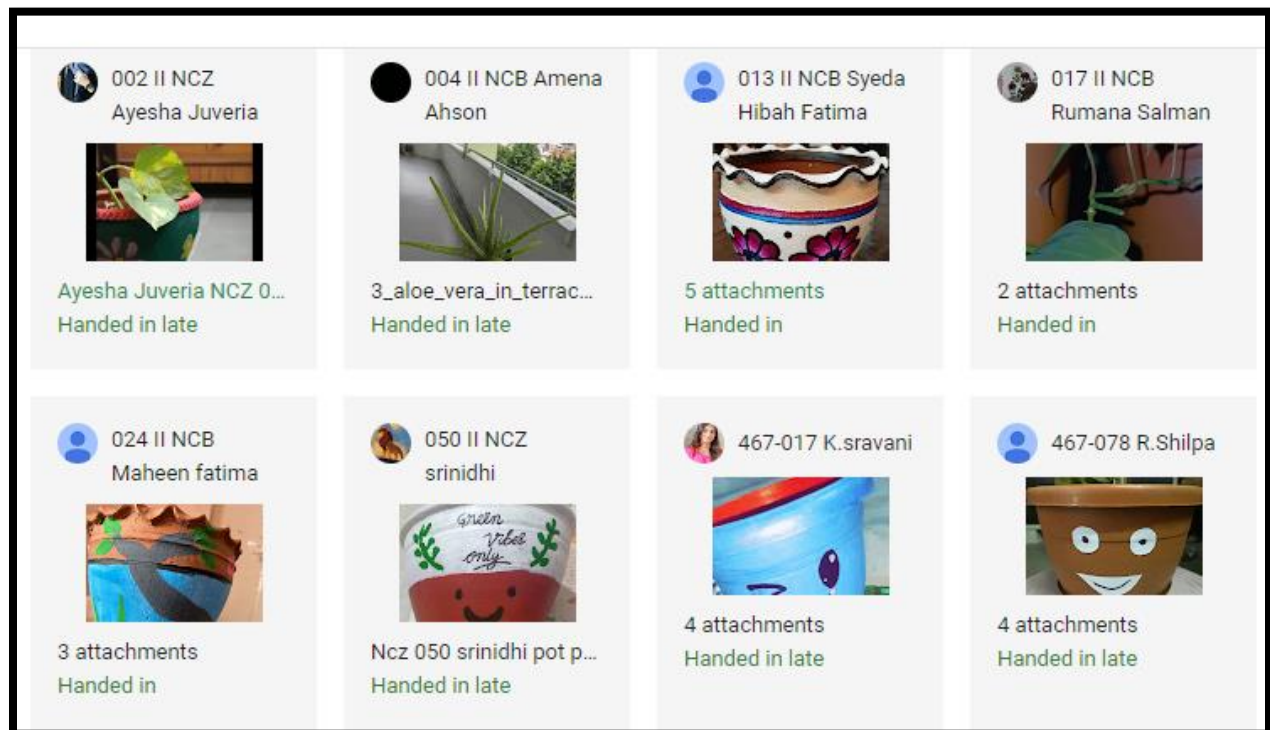 002 II NCZ
Ayesha Juveria
Ayesha Juveria NCZ 0...
Handed in late
004 II NCB Amena
Ahson
3_aloe_vera_in_terrac...
Handed in late
013 II NCB Syeda
Hibah Fatima
5 attachments
Handed in
017 II NCB
Rumana Salman
2 attachments
Handed in
024 II NCB
Maheen fatima
3 attachments
Handed in
050 II NCZ
srinidhi
Green
Vibes
only
Ncz 050 srinidhi pot p...
Handed in late
467-017 K.sravani
4 attachments
Handed in late
467-078 R.Shilpa
4 attachments
Handed in late